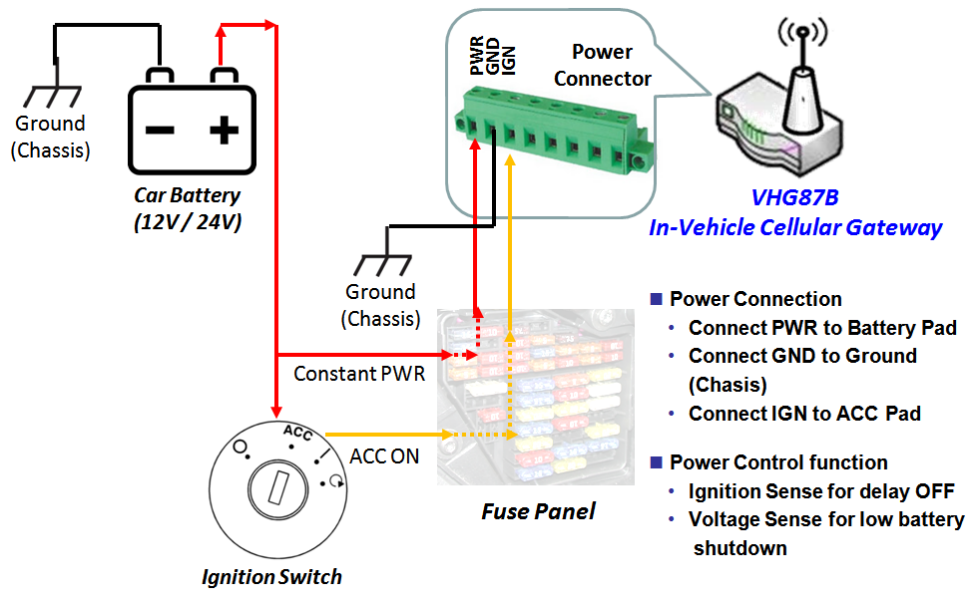 PWR
GND
IGN
Power
Connector
Ground
(Chassis)
Car Battery
(12V / 24V)
VHG87B
In-Vehicle Cellular Gateway
Ground
(Chassis)
Constant PWR
ACC
ACC ON
Fuse Panel
Ignition Switch
■ Power Connection
• Connect PWR to Battery Pad
• Connect GND to Ground
(Chasis)
• Connect IGN to ACC Pad
■ Power Control function
• Ignition Sense for delay OFF
• Voltage Sense for low battery
shutdown